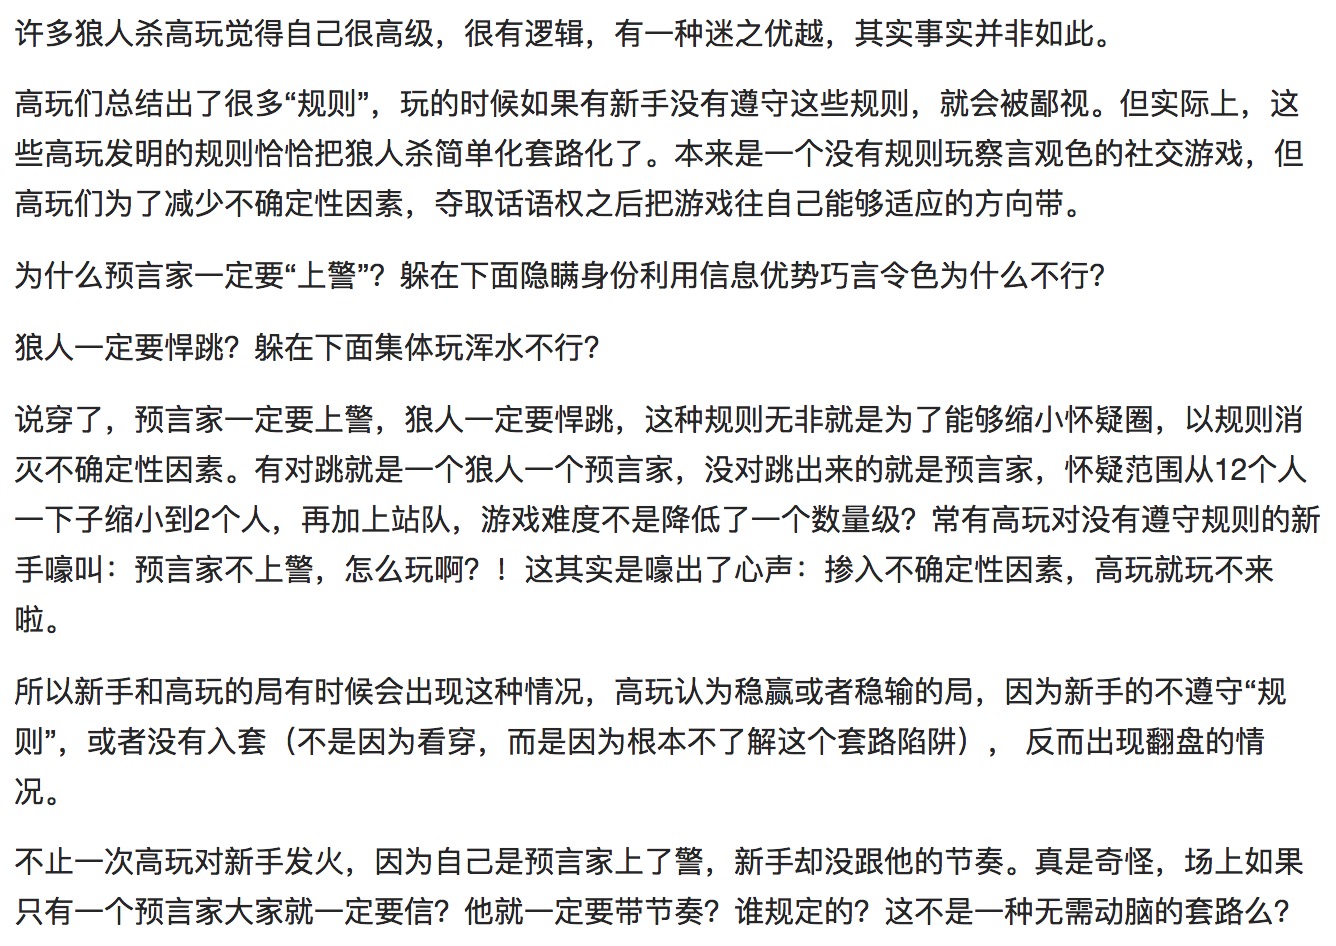 许多狼人杀高玩觉得自己很高级，很有逻辑，有一种迷之优越，其实事实并非如此。
高玩们总结出了很多“规则”，玩的时候如果有新手没有遵守这些规则，就会被鄙视。但实际上，这
些高玩发明的规则恰恰把狼人杀简单化套路化了。本来是一个没有规则玩察言观色的社交游戏，但
高玩们为了减少不确定性因素，夺取话语权之后把游戏往自己能够适应的方向带。
为什么预言家一定要“上警”？躲在下面隐瞒身份利用信息优势巧言令色为什么不行？
狼人一定要悍跳？躲在下面集体玩浑水不行？
说穿了，预言家一定要上警，狼人一定要悍跳，这种规则无非就是为了能够缩小怀疑圈，以规则消
灭不确定性因素。有对跳就是一个狼人一个预言家，没对跳出来的就是预言家，怀疑范围从12个人
一下子缩小到2个人，再加上站队，游戏难度不是降低了一个数量级？常有高玩对没有遵守规则的新
手嚎叫：预言家不上警，怎么玩啊？！这其实是嚎出了心声：掺入不确定性因素，高玩就玩不来
啦。
所以新手和高玩的局有时候会出现这种情况，高玩认为稳赢或者稳输的局，因为新手的不遵守“规
则”，或者没有入套（不是因为看穿，而是因为根本不了解这个套路陷阱）， 反而出现翻盘的情
况。
不止一次高玩对新手发火，因为自己是预言家上了警，新手却没跟他的节奏。真是奇怪，场上如果
只有一个预言家大家就一定要信？他就一定要带节奏？谁规定的？这不是一种无需动脑的套路么？